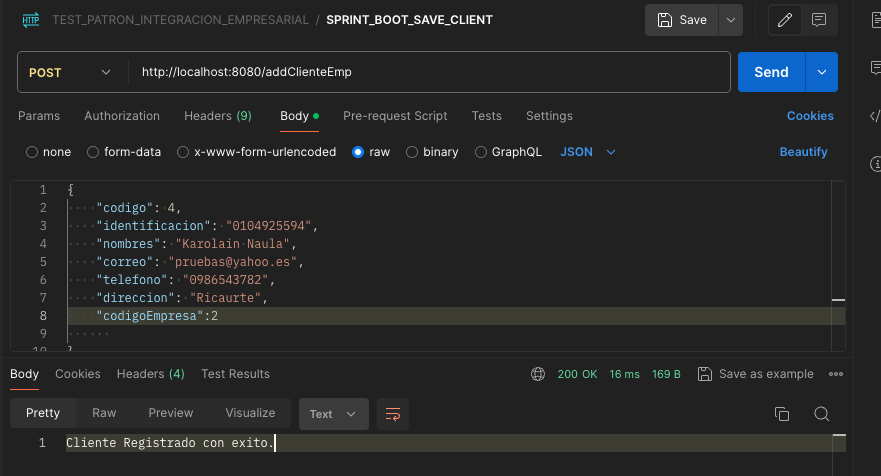 HTTP TEST_PATRON_INTEGRACION_EMPRESARIAL / SPRINT_BOOT_SAVE_CLIENT Save
POST http://localhost:8080/addClienteEmp Send
Params Authorization Headers (9) Body Pre-request Script Tests Settings Cookies
none form-data x-www-form-urlencoded raw binary GraphQL JSON Beautify
1 {
2 "codigo": 4,
3 "identificacion": "0104925594",
4 "nombres": "Karolain Naula",
5 "correo": "pruebas@yahoo.es",
6 "telefono": "0986543782",
7 "direccion": "Ricaurte",
8 "codigoEmpresa":2
9
10 }
Body Cookies Headers (4) Test Results 200 OK 16 ms 169 B Save as example
Pretty Raw Preview Visualize Text
1 Cliente Registrado con exito.